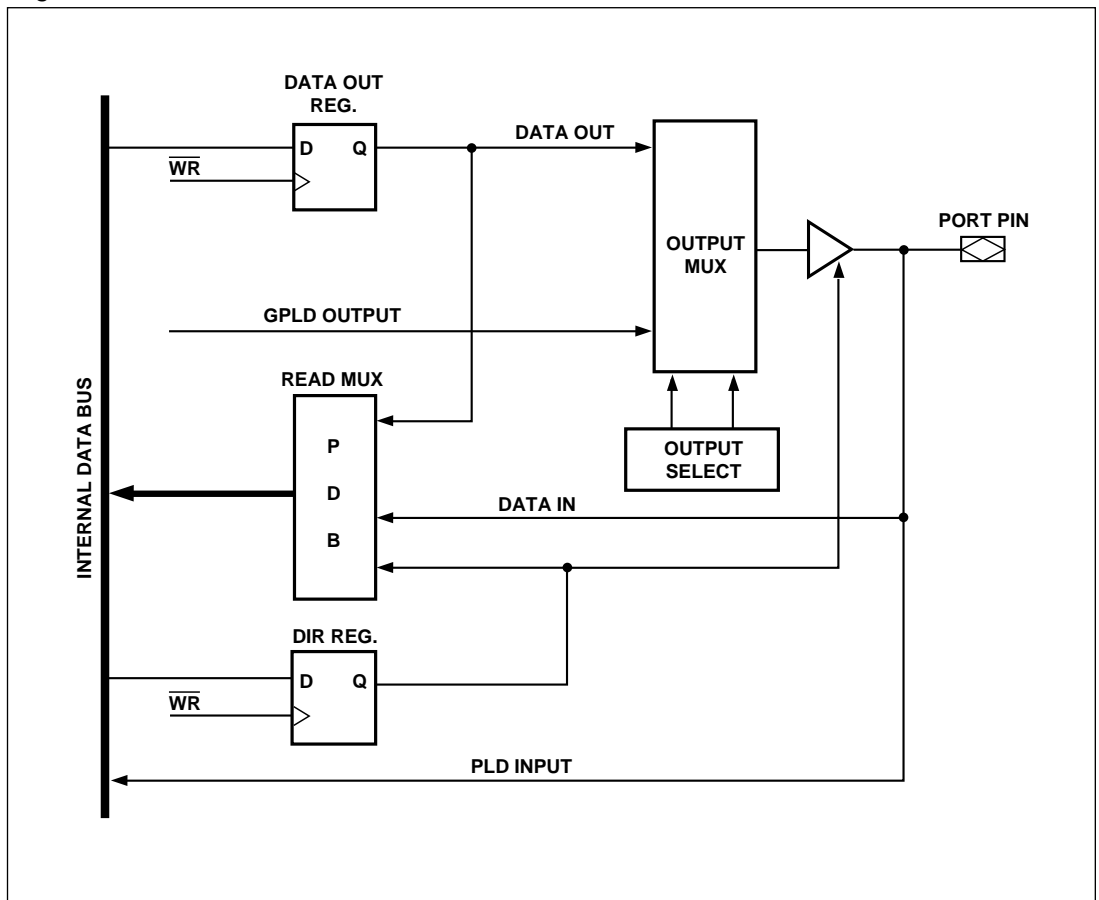 DATA OUT
REG.
D Q
WR
DATA OUT
OUTPUT
MUX
PORT PIN
GPLD OUTPUT
READ MUX
P
D
B
OUTPUT
SELECT
DATA IN
INTERNAL DATA BUS
DIR REG.
D Q
WR
PLD INPUT